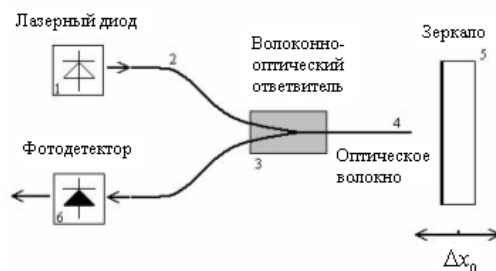 Лазерный диод
1
2
Волоконно-
оптический
ответвитель
3
4
Оптическое
волокно
Зеркало
5
Фотодетектор
6
Δx₀